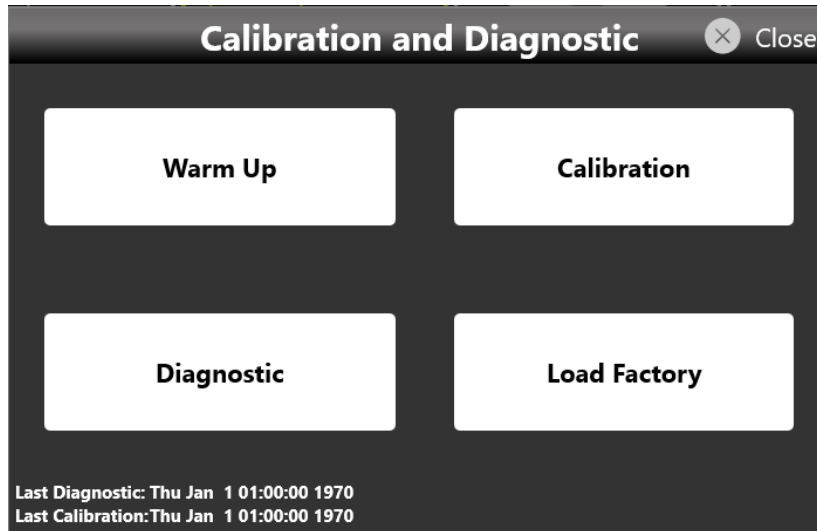 Calibration and Diagnostic
Close
Warm Up
Calibration
Diagnostic
Load Factory
Last Diagnostic: Thu Jan  1 01:00:00 1970
Last Calibration:Thu Jan  1 01:00:00 1970